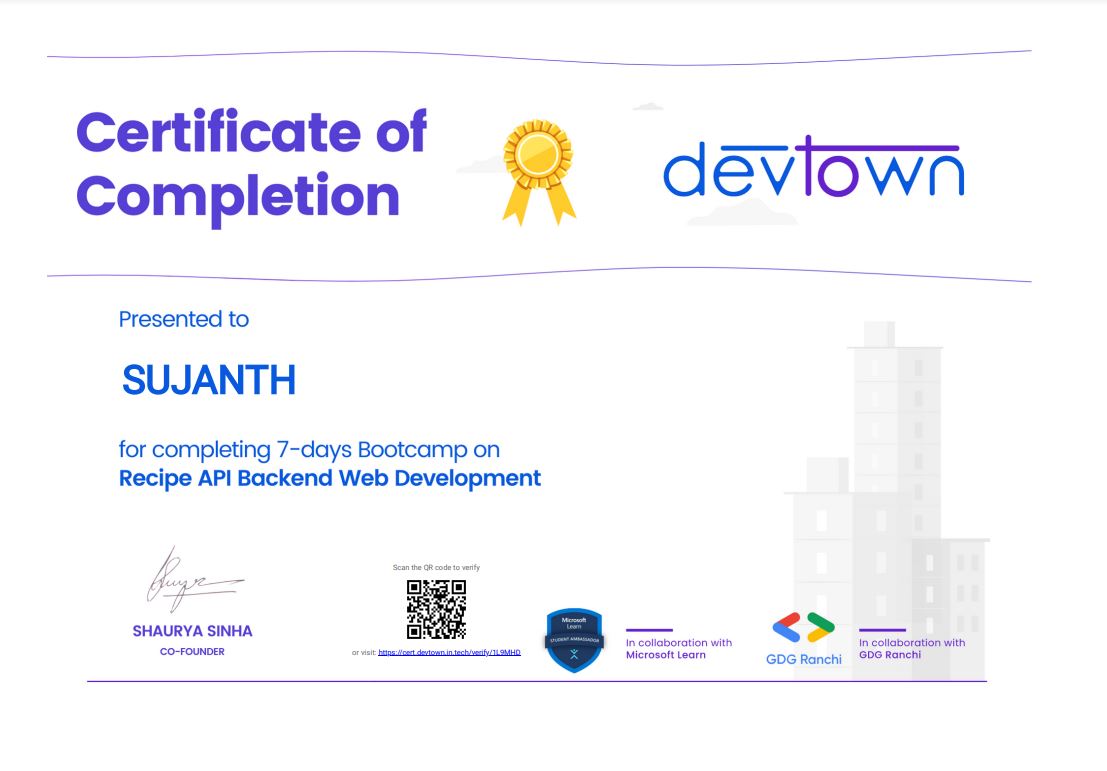 Certificate of
Completion
devtown
Presented to
SUJANTH
for completing 7-days Bootcamp on
Recipe API Backend Web Development
SHAURYA SINHA
CO-FOUNDER
Scan the QR code to verify
or visit: https://cert.devtown.in.tech/verify/1L9MHD
Microsoft
Learn
STUDENT AMBASSADOR
In collaboration with
Microsoft Learn
GDG Ranchi
In collaboration with
GDG Ranchi